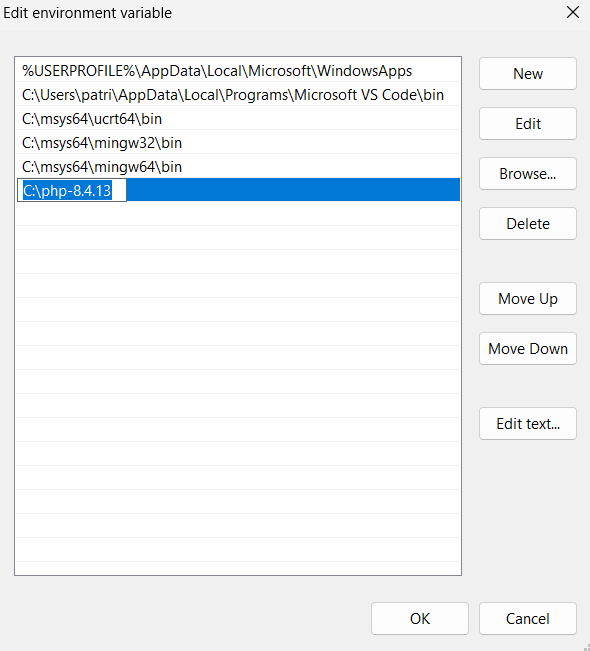 Edit environment variable
%USERPROFILE%\AppData\Local\Microsoft\WindowsApps
C:\Users\patri\AppData\Local\Programs\Microsoft VS Code\bin
C:\msys64\ucrt64\bin
C:\msys64\mingw32\bin
C:\msys64\mingw64\bin
C:\php-8.4.13
New
Edit
Browse...
Delete
Move Up
Move Down
Edit text...
OK
Cancel